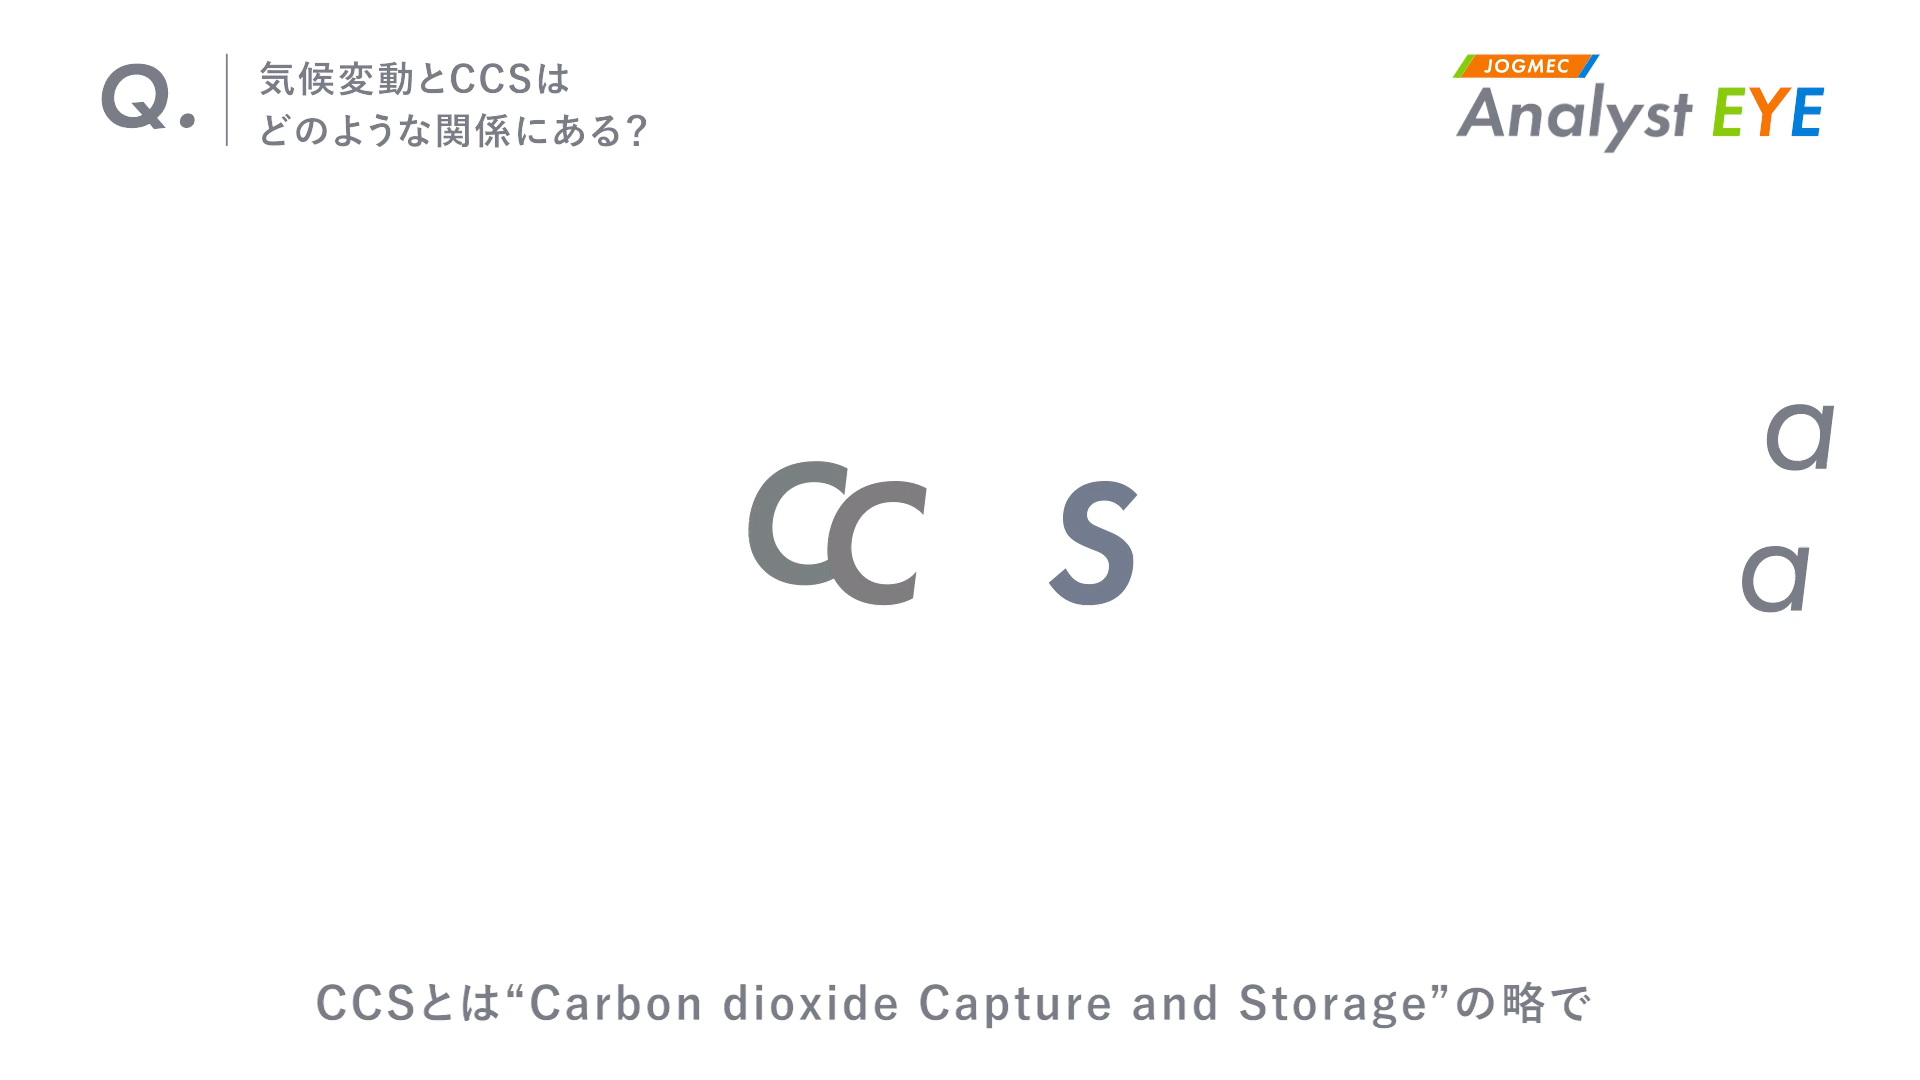 Q.
気候変動とCCSは
どのような関係にある？
JOGMEC
Analyst EYE
CCS
a
a
CCSとは“Carbon dioxide Capture and Storage”の略で